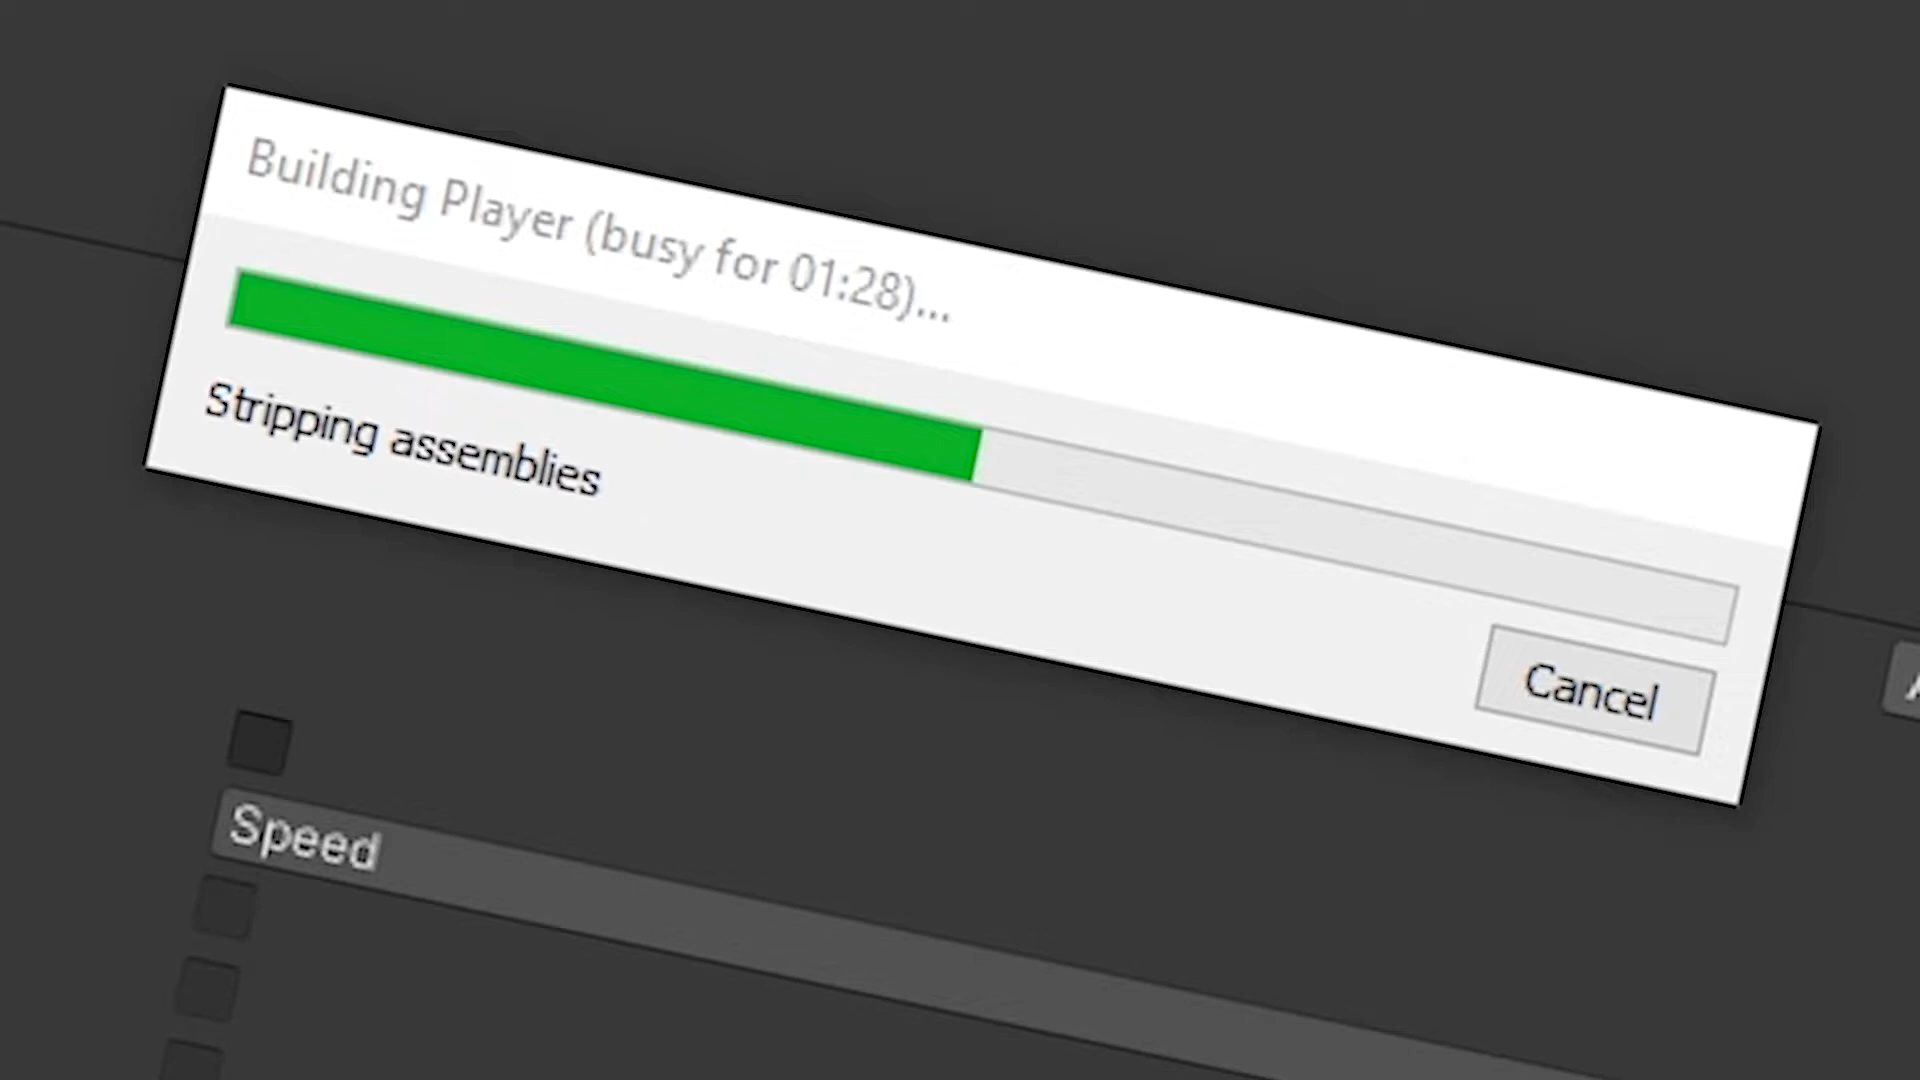 Building Player (busy for 01:28)...
Stripping assemblies
Cancel
Speed